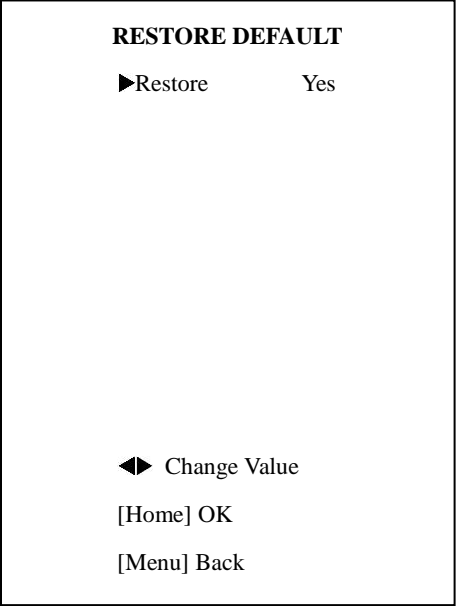 RESTORE DEFAULT
▶Restore Yes
◀▶ Change Value
[Home] OK
[Menu] Back